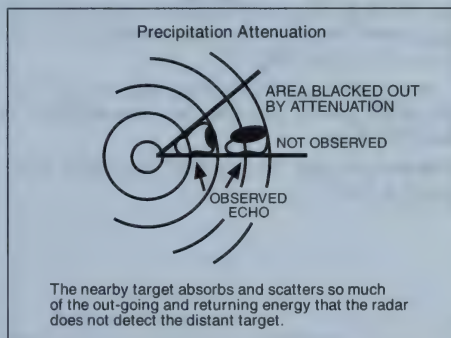 Precipitation Attenuation
AREA BLACKED OUT
BY ATTENUATION
NOT OBSERVED
OBSERVED
ECHO
The nearby target absorbs and scatters so much
of the out-going and returning energy that the radar
does not detect the distant target.